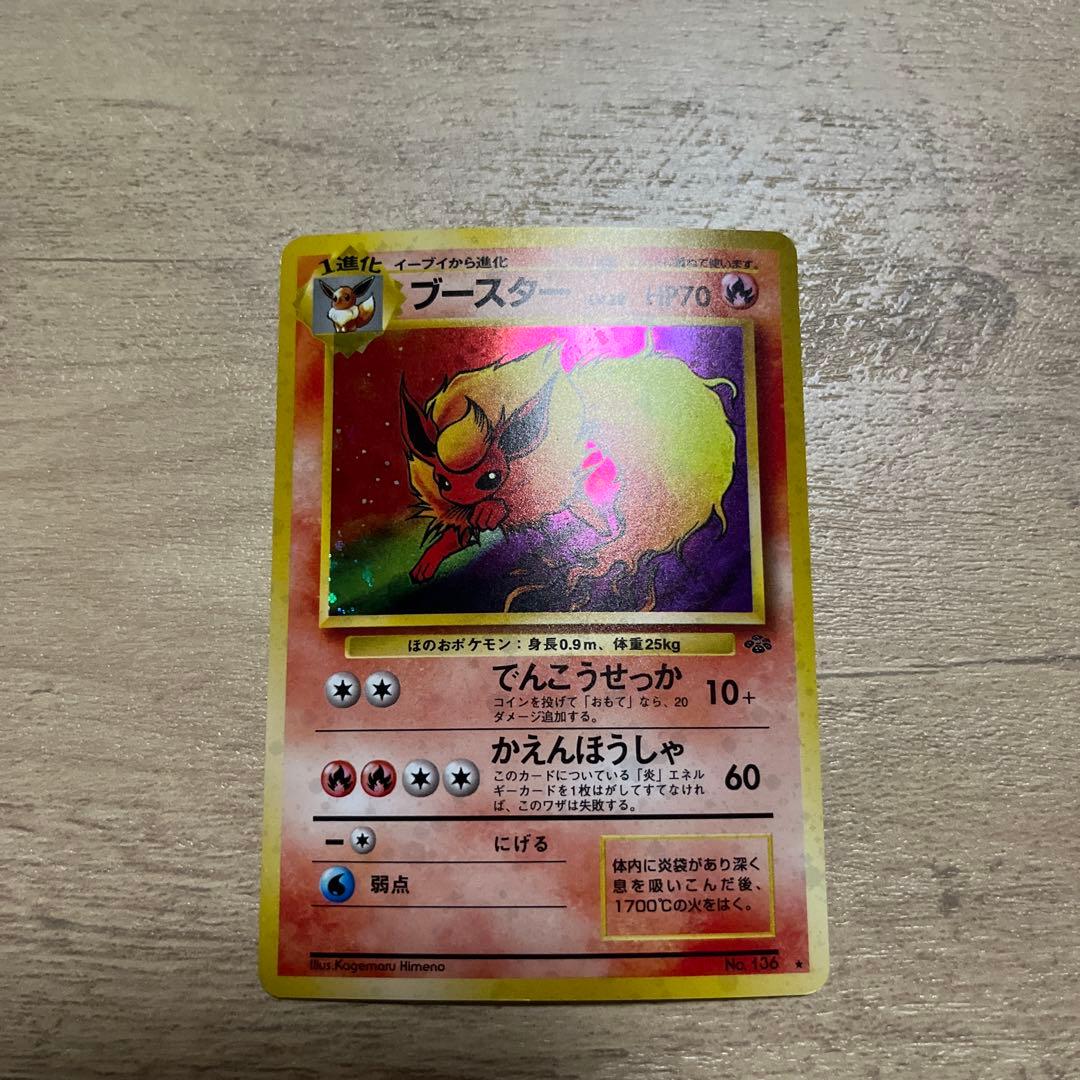 1進化 イーブイから進化 ねて使います。
ブースター HP70
ほのおポケモン：身長0.9m、体重25kg
でんこうせっか 10+
コインを投げて「おもて」なら、20
ダメージ追加する。
かえんほうしゃ 60
このカードについている「炎」エネル
ギーカードを1枚はがしてすてなけれ
ば、このワザは失敗する。
にげる
弱点
体内に炎袋があり深く
息を吸いこんだ後、
1700℃の火をはく。
Illus.Kagemaru Himeno No. 136 ★